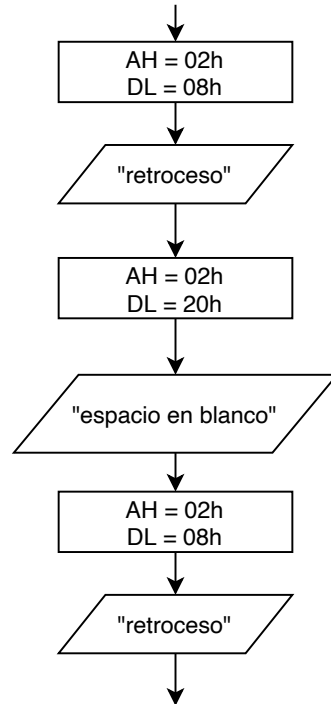 AH = 02h
DL = 08h
"retroceso"
AH = 02h
DL = 20h
"espacio en blanco"
AH = 02h
DL = 08h
"retroceso"